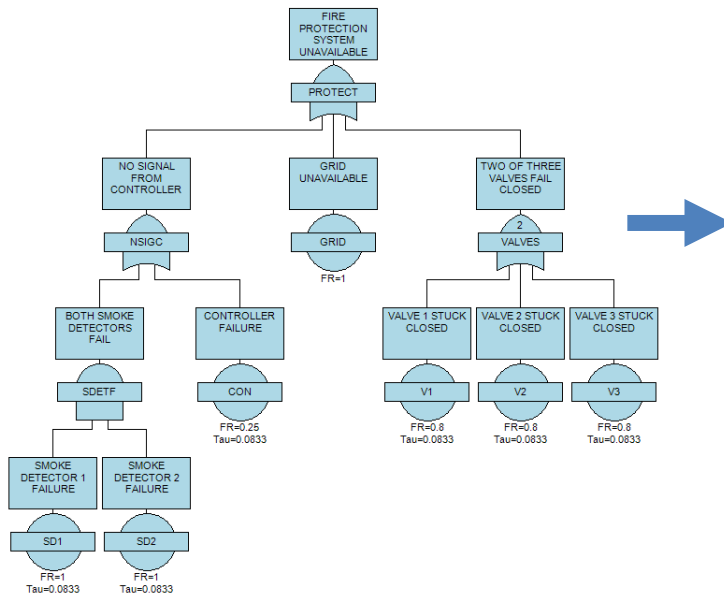 FIRE
PROTECTION
SYSTEM
UNAVAILABLE
PROTECT
NO SIGNAL
FROM
CONTROLLER
NSIGC
GRID
UNAVAILABLE
GRID
FR=1
TWO OF THREE
VALVES FAIL
CLOSED
2
VALVES
BOTH SMOKE
DETECTORS
FAIL
SDETF
CONTROLLER
FAILURE
CON
FR=0.25
Tau=0.0833
VALVE 1 STUCK
CLOSED
V1
FR=0.8
Tau=0.0833
VALVE 2 STUCK
CLOSED
V2
FR=0.8
Tau=0.0833
VALVE 3 STUCK
CLOSED
V3
FR=0.8
Tau=0.0833
SMOKE
DETECTOR 1
FAILURE
SD1
FR=1
Tau=0.0833
SMOKE
DETECTOR 2
FAILURE
SD2
FR=1
Tau=0.0833